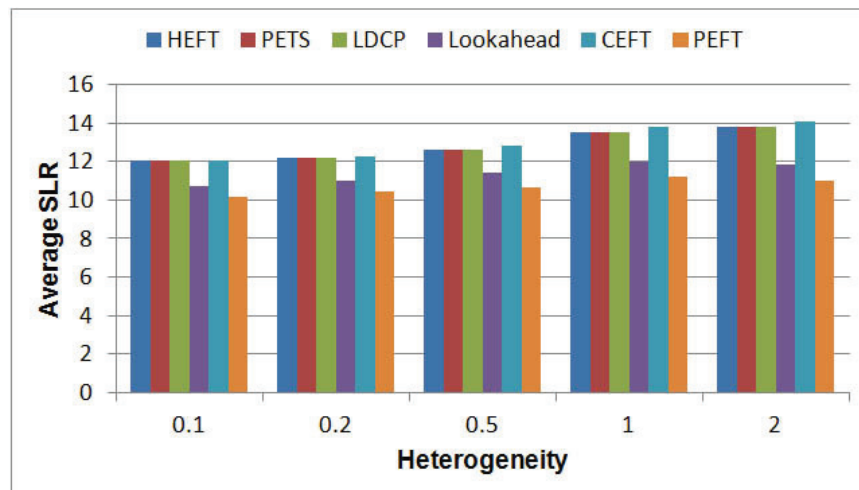 HEFT PETS LDCP Lookahead CEFT PEFT
16
14
12
10
8
6
4
2
0
Average SLR
0.1 0.2 0.5 1 2
Heterogeneity